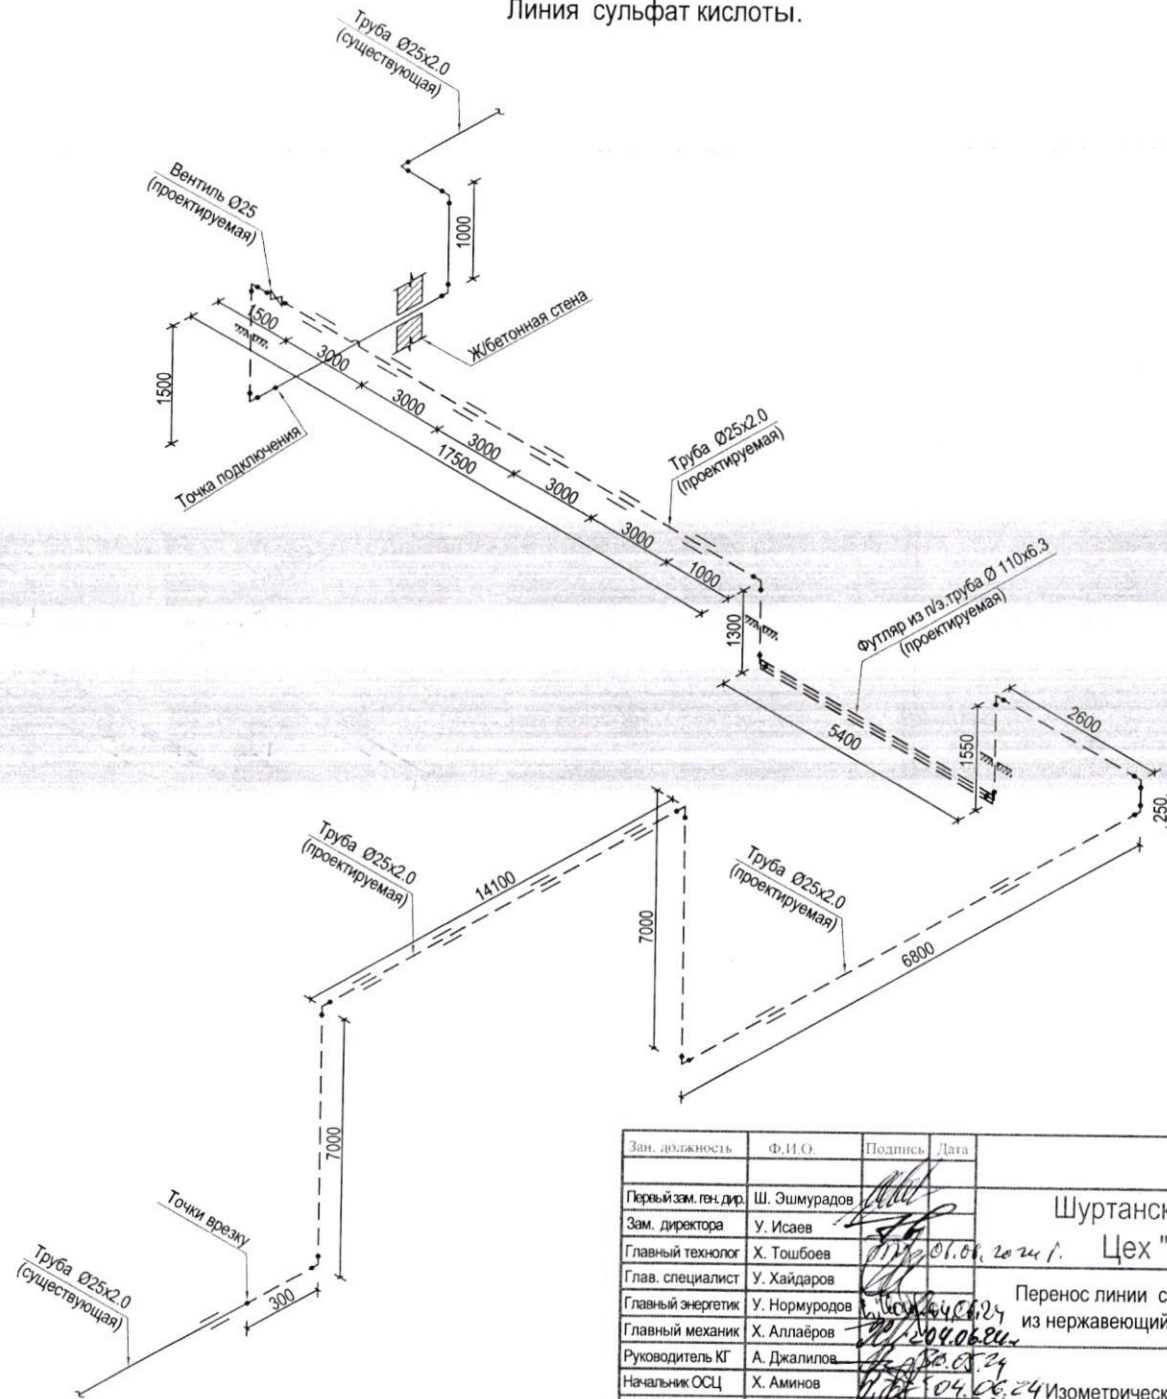 Линия сульфат кислоты.
Труба Ø25х2.0
(существующая)
Вентиль Ø25
(проектируемая)
1000
Ж/бетонная стена
1500
1500
3000
3000
3000
3000
3000
1000
17500
Точка подключения
Труба Ø25х2.0
(проектируемая)
1300
Футляр из п/э.труба Ø 110х6.3
(проектируемая)
5400
1550
2600
250
Труба Ø25х2.0
(проектируемая)
14100
7000
Труба Ø25х2.0
(проектируемая)
6800
7000
Точки врезку
Труба Ø25х2.0
(существующая)
300
Зан. должность Ф.И.О. Подпись Дата
Первый зам. ген. дир. Ш. Эшмурадов
Зам. директора У. Исаев
Главный технолог Х. Тошбоев
Глав. специалист У. Хайдаров
Главный энергетик У. Нормуродов
Главный механик Х. Аллаёров
Руководитель КГ А. Джалилов
Начальник ОСЦ Х. Аминов 04.06.24
Шуртанск
Цех "
Перенос линии с
из нержавеющий
Изометрическ